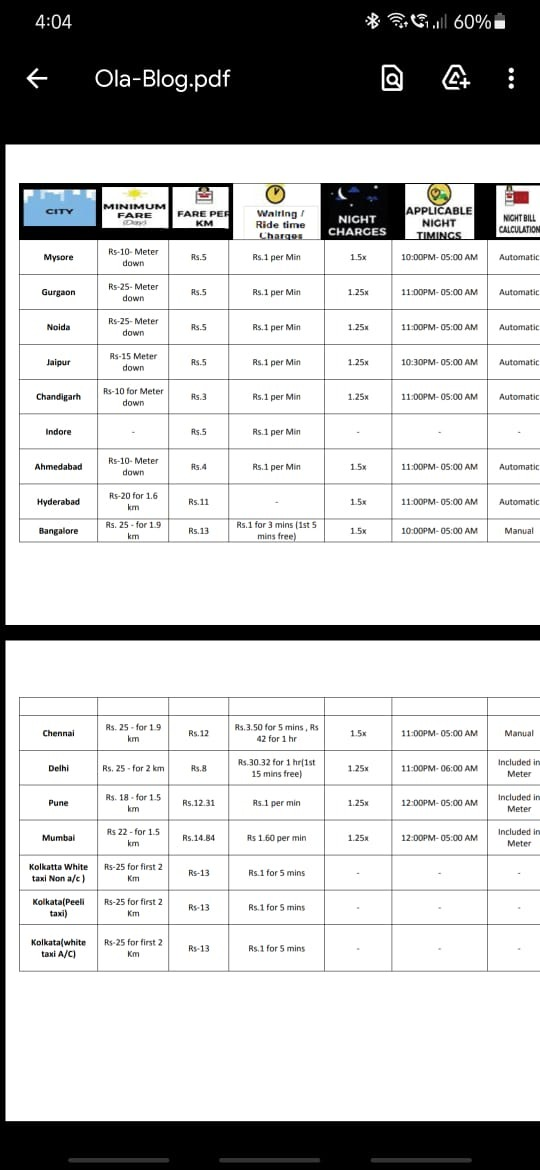 4:04
60%
Ola-Blog.pdf
CITY MINIMUM FARE (Day) FARE PER KM Waiting / Ride time Charges NIGHT CHARGES APPLICABLE NIGHT TIMINGS NIGHT BILL CALCULATION
Mysore Rs-10- Meter down Rs.5 Rs.1 per Min 1.5x 10:00PM- 05:00 AM Automatic
Gurgaon Rs-25- Meter down Rs.5 Rs.1 per Min 1.25x 11:00PM- 05:00 AM Automatic
Noida Rs-25- Meter down Rs.5 Rs.1 per Min 1.25x 11:00PM- 05:00 AM Automatic
Jaipur Rs-15 Meter down Rs.5 Rs.1 per Min 1.25x 10:30PM- 05:00 AM Automatic
Chandigarh Rs-10 for Meter down Rs.3 Rs.1 per Min 1.25x 11:00PM- 05:00 AM Automatic
Indore - Rs.5 Rs.1 per Min - - -
Ahmedabad Rs-10- Meter down Rs.4 Rs.1 per Min 1.5x 11:00PM- 05:00 AM Automatic
Hyderabad Rs-20 for 1.6 km Rs.11 - 1.5x 11:00PM- 05:00 AM Automatic
Bangalore Rs. 25 - for 1.9 km Rs.13 Rs.1 for 3 mins (1st 5 mins free) 1.5x 10:00PM- 05:00 AM Manual
Chennai Rs. 25 - for 1.9 km Rs.12 Rs.3.50 for 5 mins , Rs 42 for 1 hr 1.5x 11:00PM- 05:00 AM Manual
Delhi Rs. 25 - for 2 km Rs.8 Rs.30.32 for 1 hr(1st 15 mins free) 1.25x 11:00PM- 06:00 AM Included in Meter
Pune Rs. 18 - for 1.5 km Rs.12.31 Rs.1 per min 1.25x 12:00PM- 05:00 AM Included in Meter
Mumbai Rs 22 - for 1.5 km Rs.14.84 Rs 1.60 per min 1.25x 12:00PM- 05:00 AM Included in Meter
Kolkatta White taxi Non a/c ) Rs-25 for first 2 Km Rs-13 Rs.1 for 5 mins - - -
Kolkata(Peeli taxi) Rs-25 for first 2 Km Rs-13 Rs.1 for 5 mins - - -
Kolkata(white taxi A/C) Rs-25 for first 2 Km Rs-13 Rs.1 for 5 mins - - -